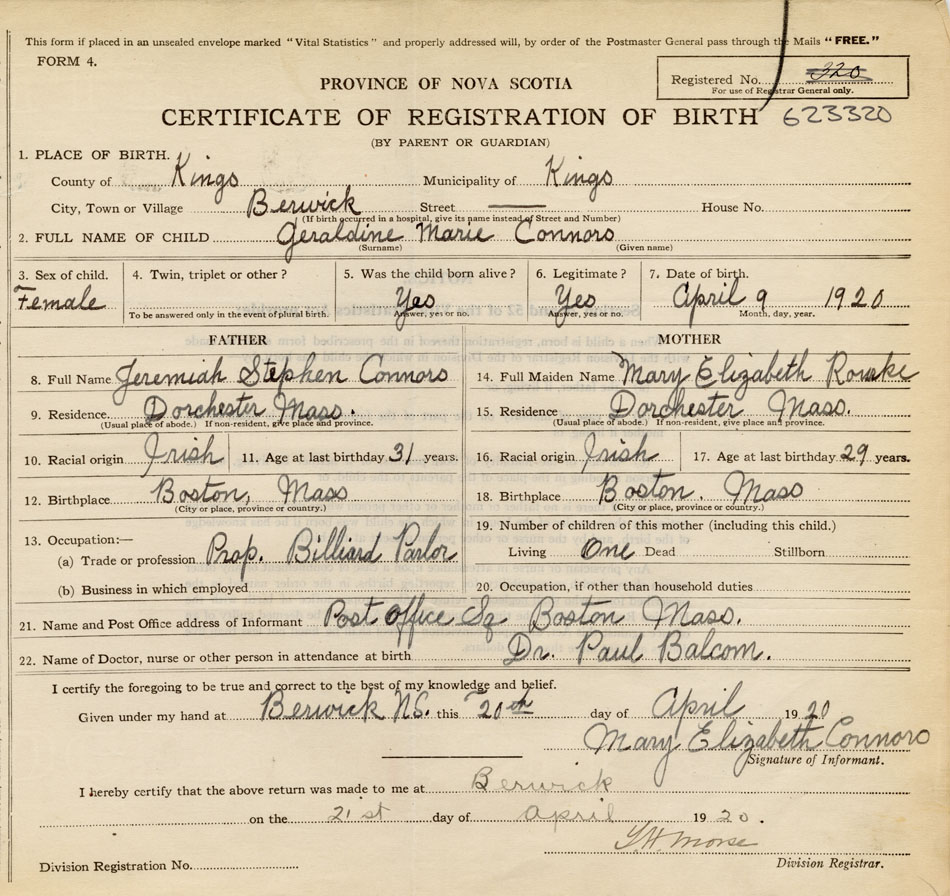 This form if placed in an unsealed envelope marked "Vital Statistics" and properly addressed will, by order of the Postmaster General pass through the Mails "FREE."
FORM 4.
Registered No. 320
For use of Registrar General only.
PROVINCE OF NOVA SCOTIA
CERTIFICATE OF REGISTRATION OF BIRTH 623320
(BY PARENT OR GUARDIAN)
1. PLACE OF BIRTH.
County of Kings Municipality of Kings
City, Town or Village Berwick Street — House No.
(If birth occurred in a hospital, give its name instead of Street and Number)
2. FULL NAME OF CHILD Geraldine Marie Connors
(Surname) (Given name)
3. Sex of child. 4. Twin, triplet or other? 5. Was the child born alive? 6. Legitimate? 7. Date of birth.
Female Yes Yes April 9 1920
To be answered only in the event of plural birth. Answer, yes or no. Answer, yes or no. Month, day, year.
FATHER MOTHER
8. Full Name Jeremiah Stephen Connors 14. Full Maiden Name Mary Elizabeth Rourke
9. Residence Dorchester Mass. 15. Residence Dorchester Mass.
(Usual place of abode.) If non-resident, give place and province. (Usual place of abode.) If non-resident, give place and province.
10. Racial origin Irish 11. Age at last birthday 31 years. 16. Racial origin Irish 17. Age at last birthday 29 years.
12. Birthplace Boston, Mass 18. Birthplace Boston. Mass
(City or place, province or country.) (City or place, province or country.)
13. Occupation:— 19. Number of children of this mother (including this child.)
(a) Trade or profession Prop. Billiard Parlor Living One Dead Stillborn
(b) Business in which employed 20. Occupation, if other than household duties
21. Name and Post Office address of Informant Post Office Sq Boston Mass.
22. Name of Doctor, nurse or other person in attendance at birth Dr. Paul Balcom.
I certify the foregoing to be true and correct to the best of my knowledge and belief.
Given under my hand at Berwick N.S. this 20th day of April 1920
Mary Elizabeth Connors
Signature of Informant.
I hereby certify that the above return was made to me at Berwick
on the 21st day of April 1920.
Morse
Division Registration No. Division Registrar.